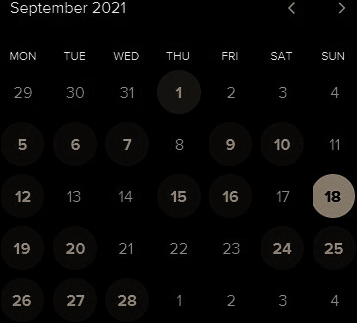 September 2021
MON TUE WED THU FRI SAT SUN
29 30 31 1 2 3 4
5 6 7 8 9 10 11
12 13 14 15 16 17 18
19 20 21 22 23 24 25
26 27 28 1 2 3 4